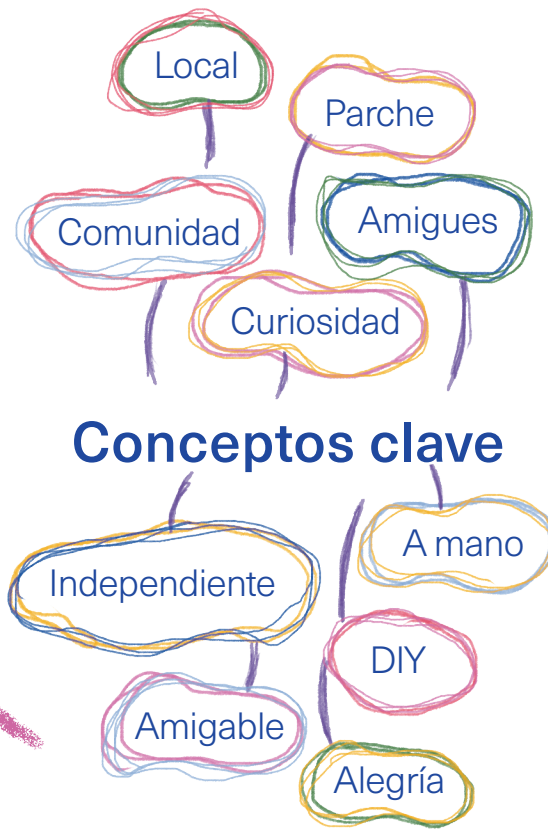 Local
Parche
Comunidad
Amigues
Curiosidad
Conceptos clave
A mano
Independiente
DIY
Amigable
Alegría